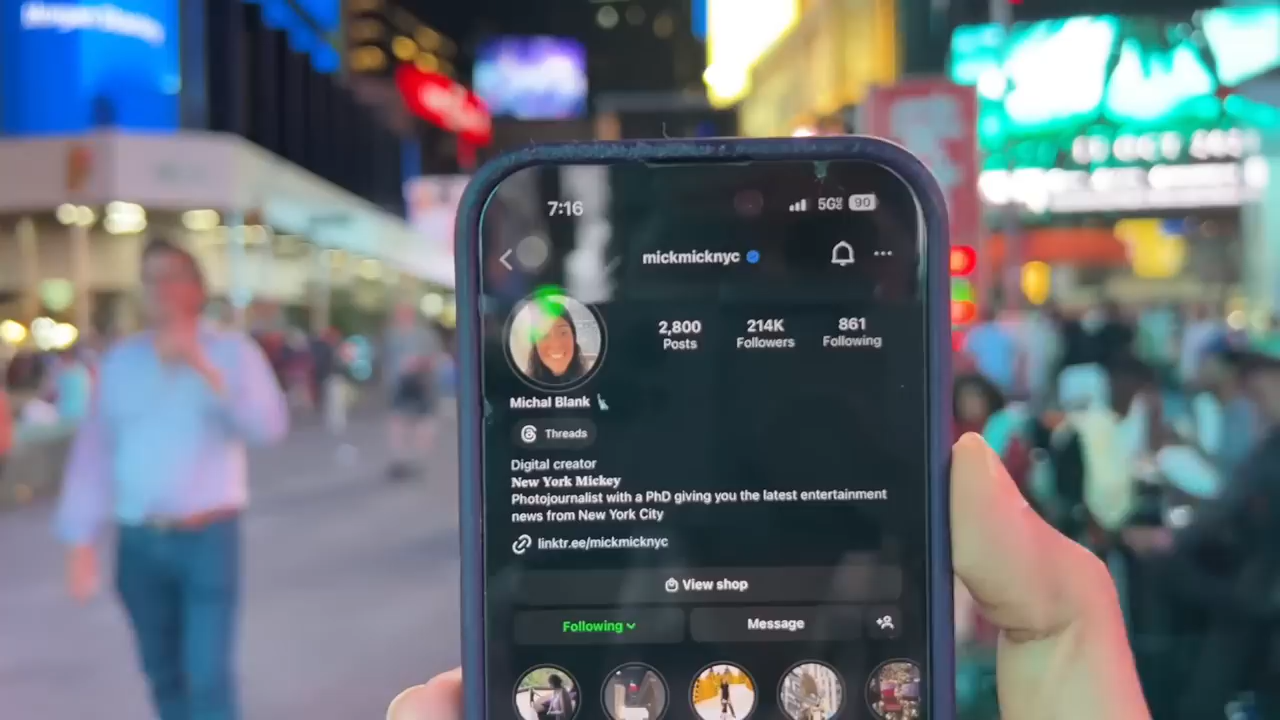 7:16
5G
90
mickmicknyc
2,800
Posts
214K
Followers
861
Following
Michal Blank
Threads
Digital creator
New York Mickey
Photojournalist with a PhD giving you the latest entertainment
news from New York City
linktr.ee/mickmicknyc
View shop
Following
Message